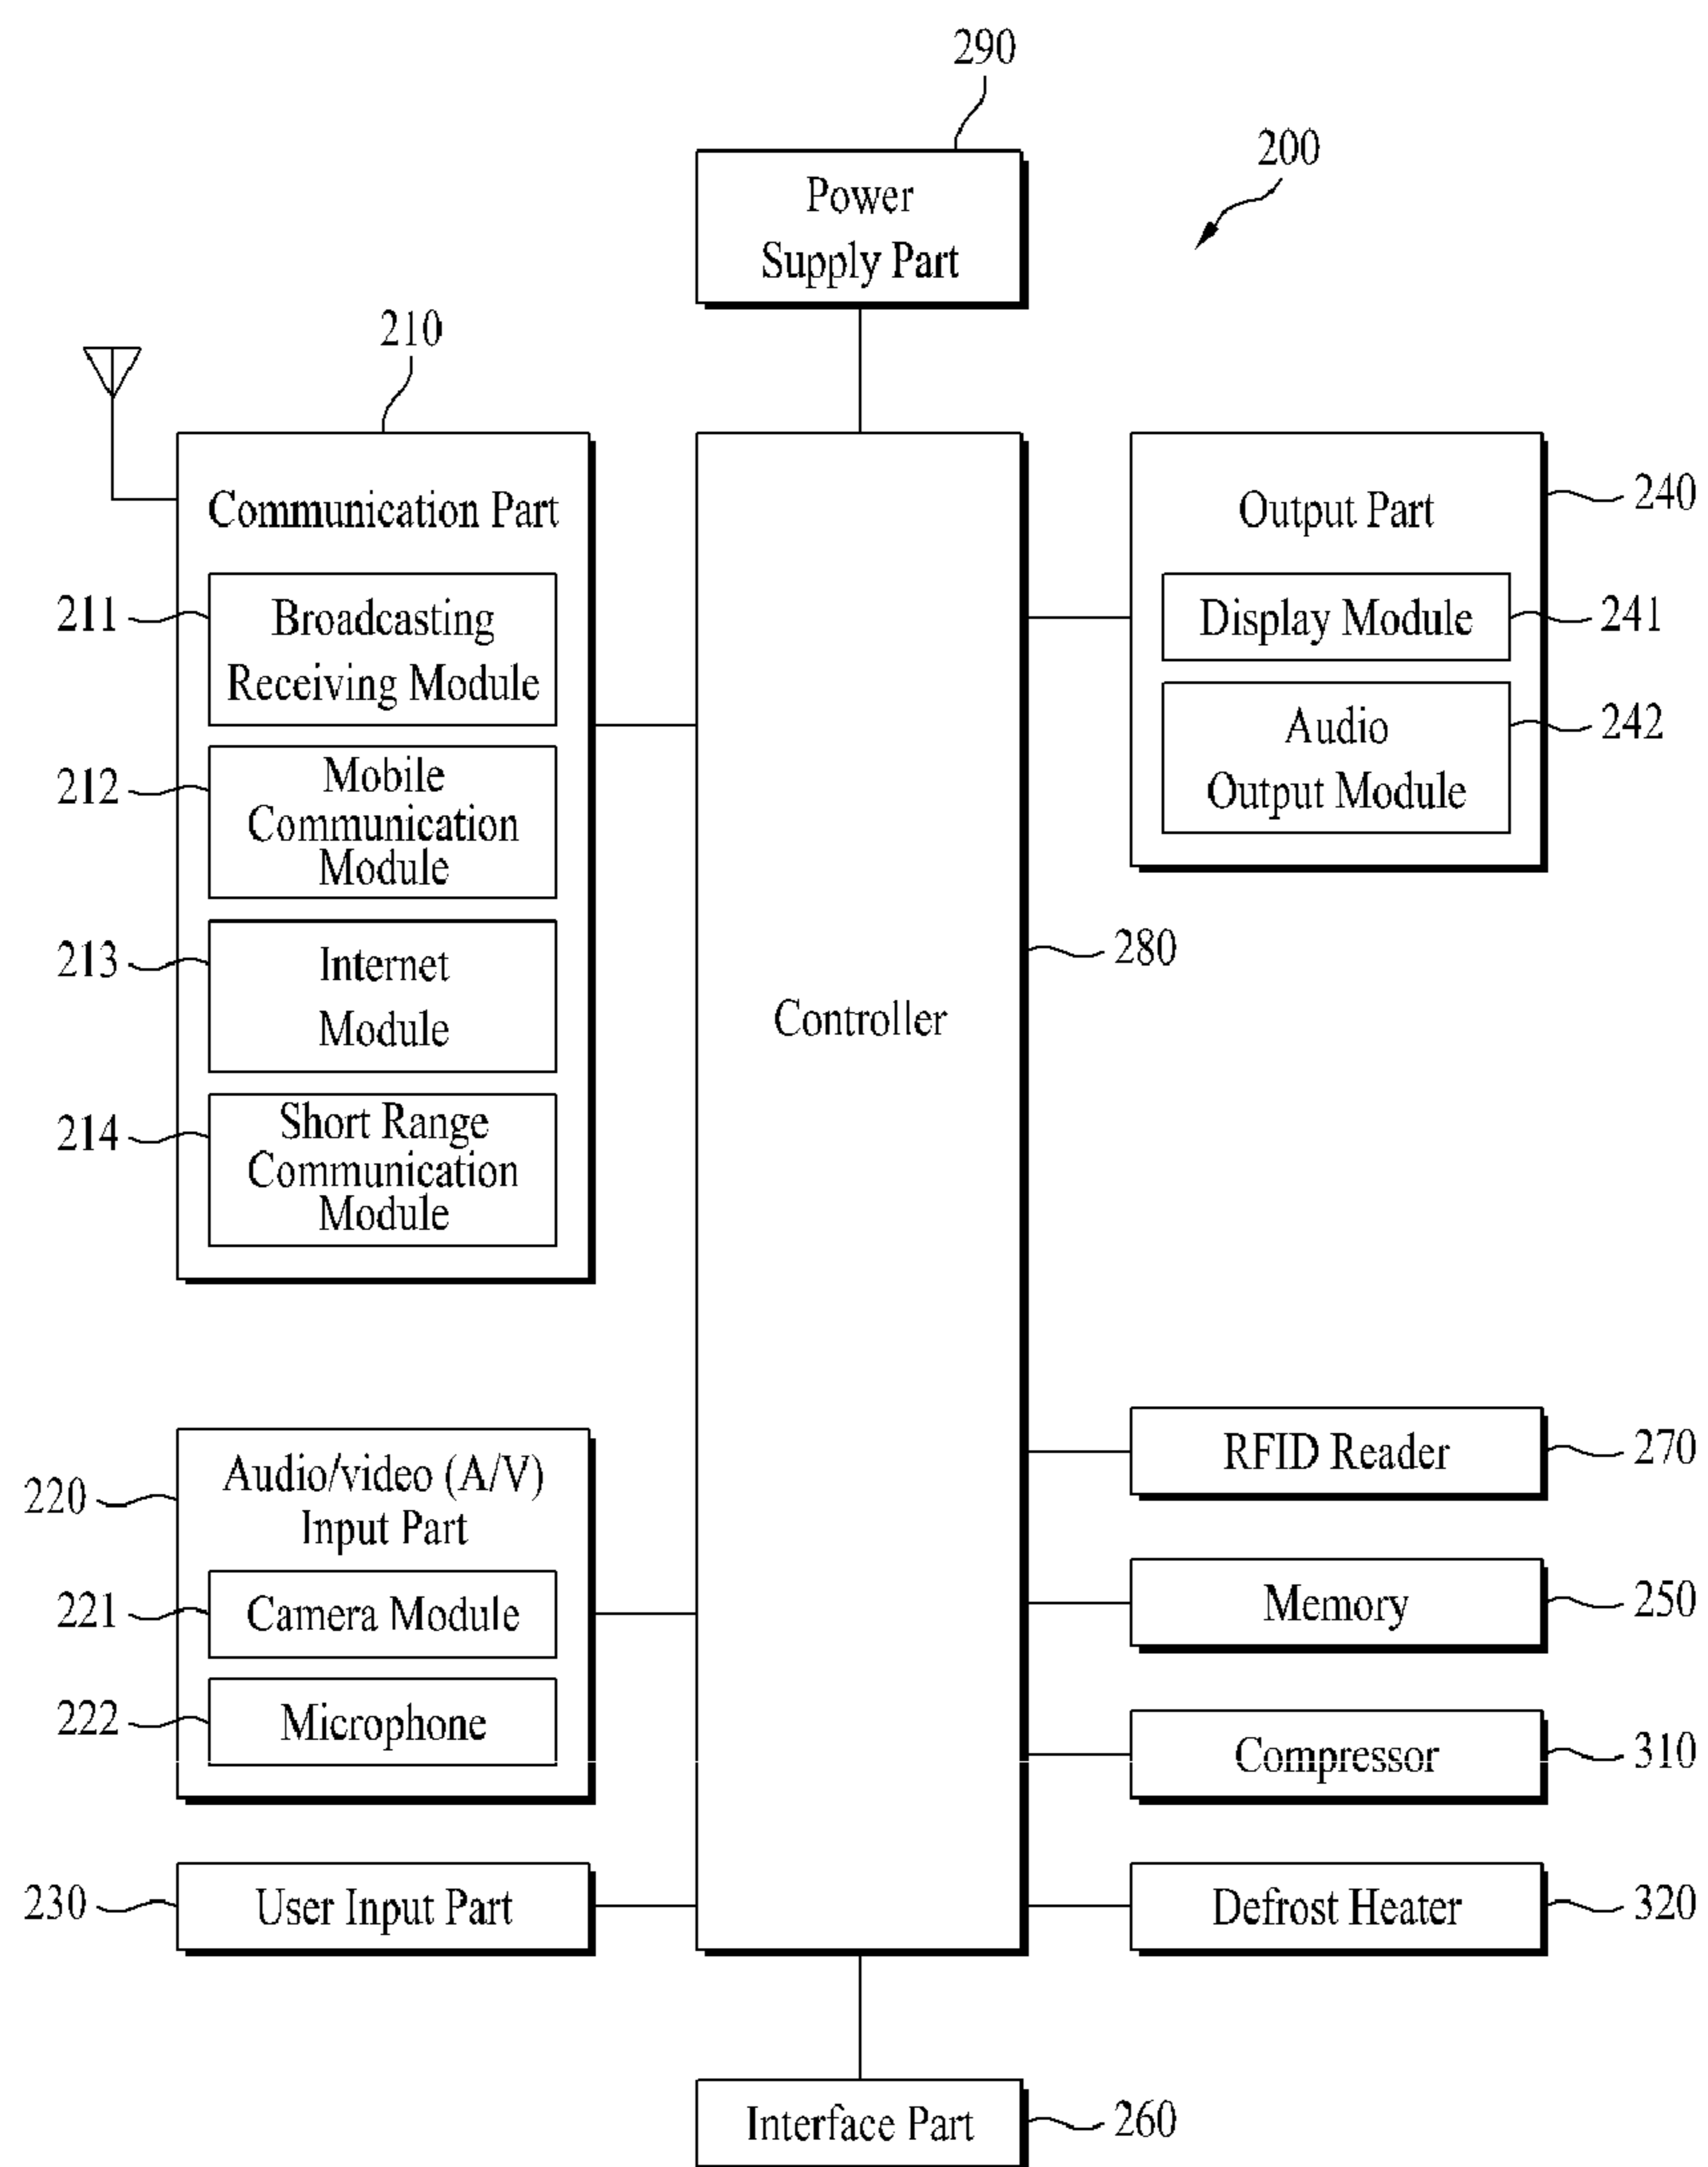 290
200
Power
Supply Part
210
Communication Part
211
Broadcasting
Receiving Module
212
Mobile
Communication
Module
213
Internet
Module
214
Short Range
Communication
Module
Controller
280
Output Part
240
Display Module
241
Audio
Output Module
242
220
Audio/video (A/V)
Input Part
221
Camera Module
222
Microphone
230
User Input Part
RFID Reader
270
Memory
250
Compressor
310
Defrost Heater
320
Interface Part
260